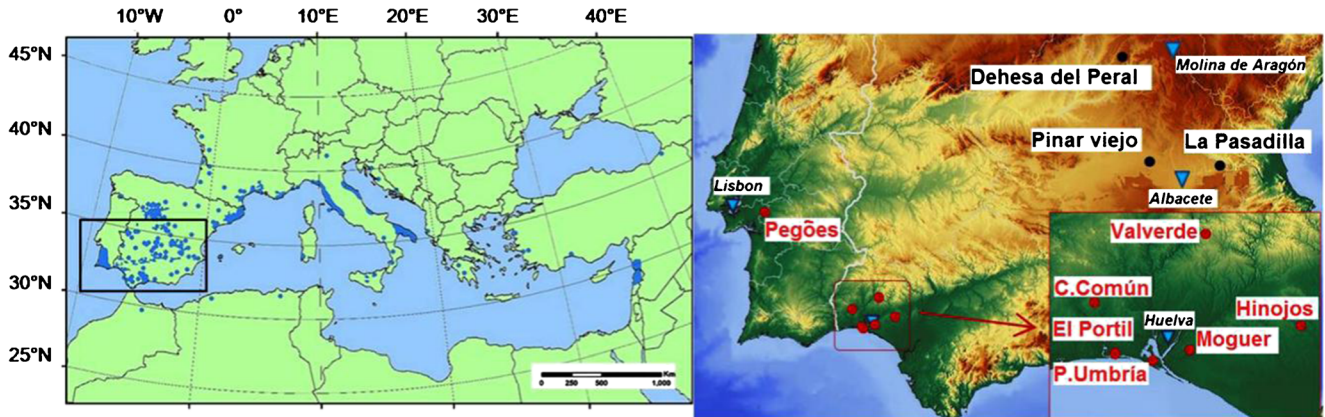 10°W 0° 10°E 20°E 30°E 40°E
45°N
40°N
35°N
30°N
25°N
Km
0 250 500 1,000
Dehesa del Peral
Molina de Aragón
Pinar viejo
La Pasadilla
Lisbon
Albacete
Pegões
Valverde
C.Común
Hinojos
El Portil
Huelva
Moguer
P.Umbría